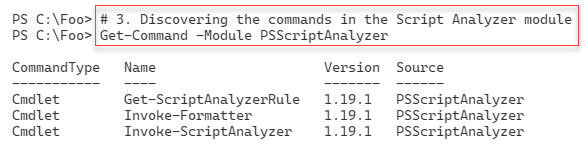 PS C:\Foo> # 3. Discovering the commands in the Script Analyzer module
PS C:\Foo> Get-Command -Module PSScriptAnalyzer
CommandType Name Version Source
----------- ---- ------- ------
Cmdlet Get-ScriptAnalyzerRule 1.19.1 PSScriptAnalyzer
Cmdlet Invoke-Formatter 1.19.1 PSScriptAnalyzer
Cmdlet Invoke-ScriptAnalyzer 1.19.1 PSScriptAnalyzer